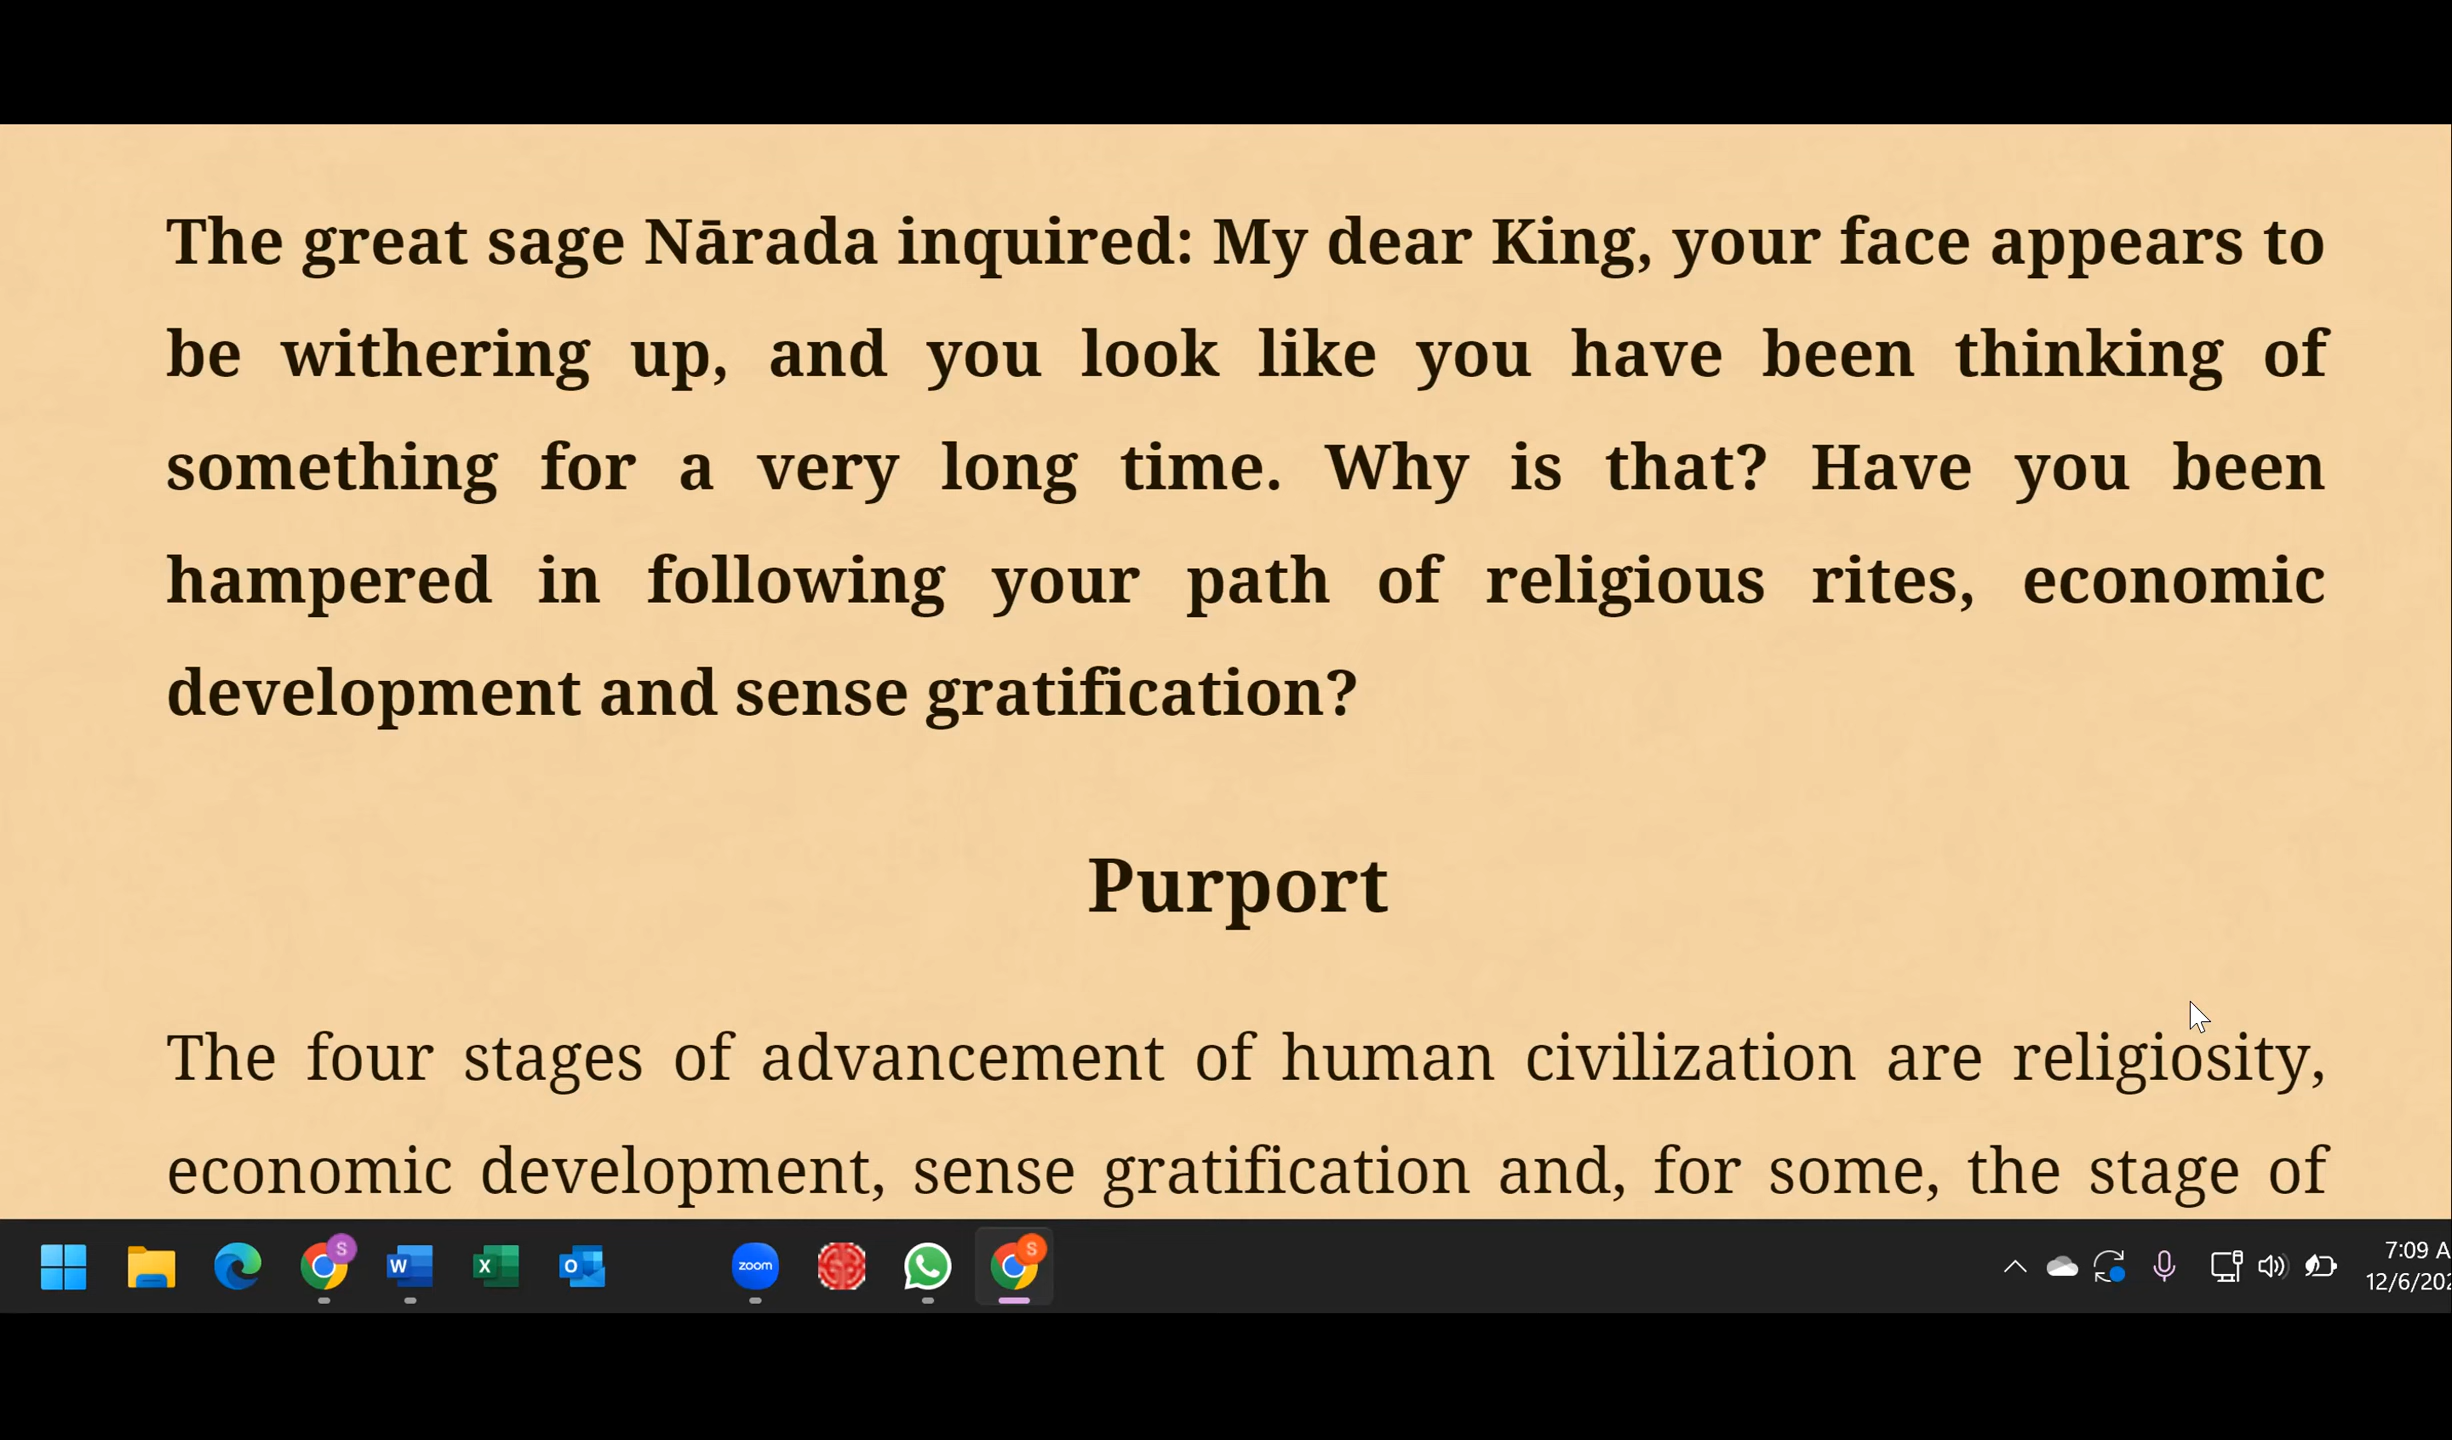 The great sage Nārada inquired: My dear King, your face appears to
be withering up, and you look like you have been thinking of
something for a very long time. Why is that? Have you been
hampered in following your path of religious rites, economic
development and sense gratification?
Purport
The four stages of advancement of human civilization are religiosity,
economic development, sense gratification and, for some, the stage of
S
W
X
O
zoom
S
7:09 A
12/6/202